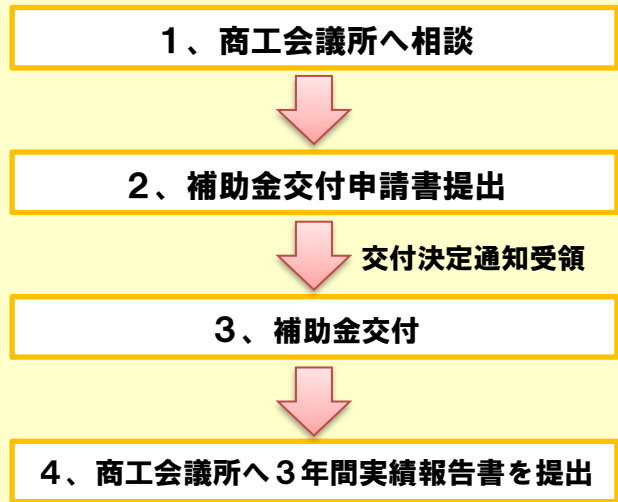 １、商工会議所へ相談
２、補助金交付申請書提出
交付決定通知受領
３、補助金交付
４、商工会議所へ３年間実績報告書を提出